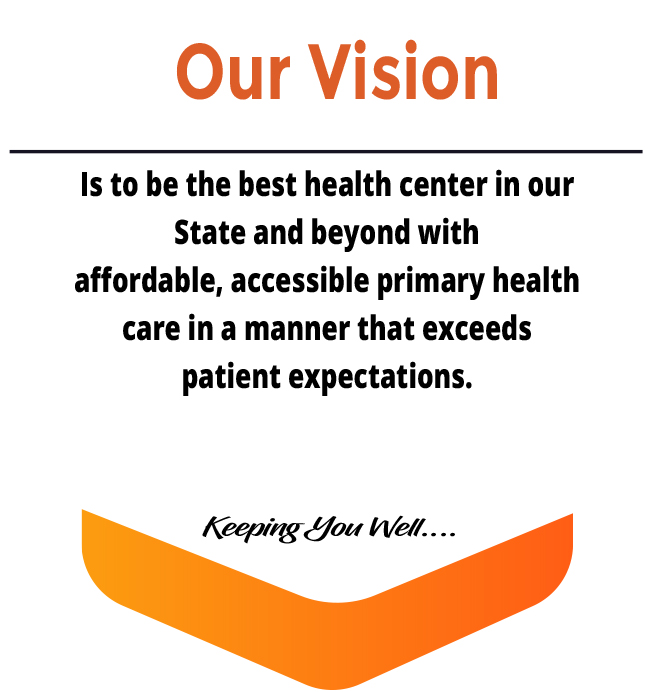 Our Vision
Is to be the best health center in our
State and beyond with
affordable, accessible primary health
care in a manner that exceeds
patient expectations.
Keeping You Well....